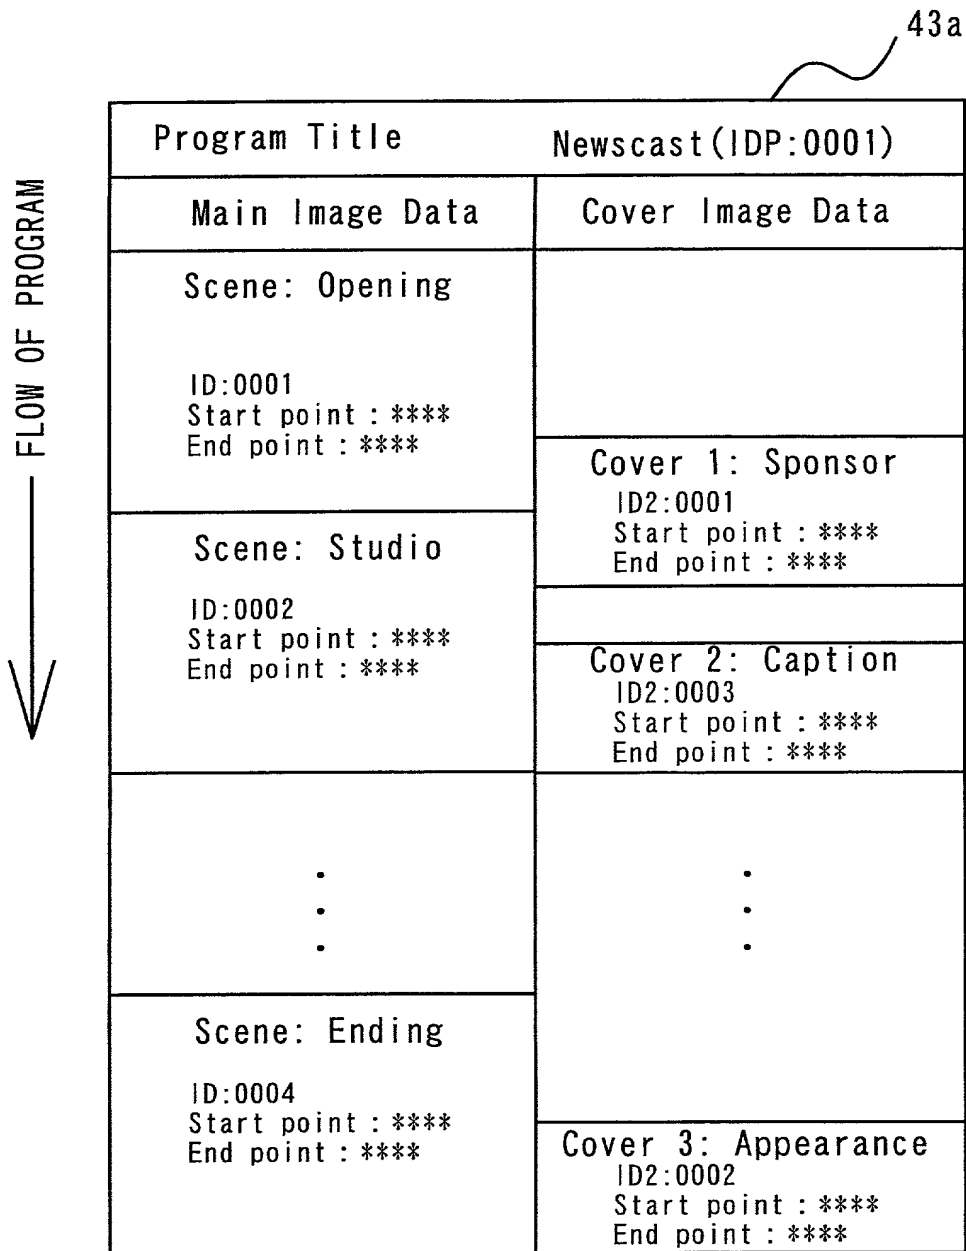 43a
Program Title
Newscast(IDP:0001)
FLOW OF PROGRAM
Main Image Data
Cover Image Data
Scene: Opening
ID:0001
Start point : ****
End point : ****
Cover 1: Sponsor
ID2:0001
Start point : ****
End point : ****
Scene: Studio
ID:0002
Start point : ****
End point : ****
Cover 2: Caption
ID2:0003
Start point : ****
End point : ****
Scene: Ending
ID:0004
Start point : ****
End point : ****
Cover 3: Appearance
ID2:0002
Start point : ****
End point : ****